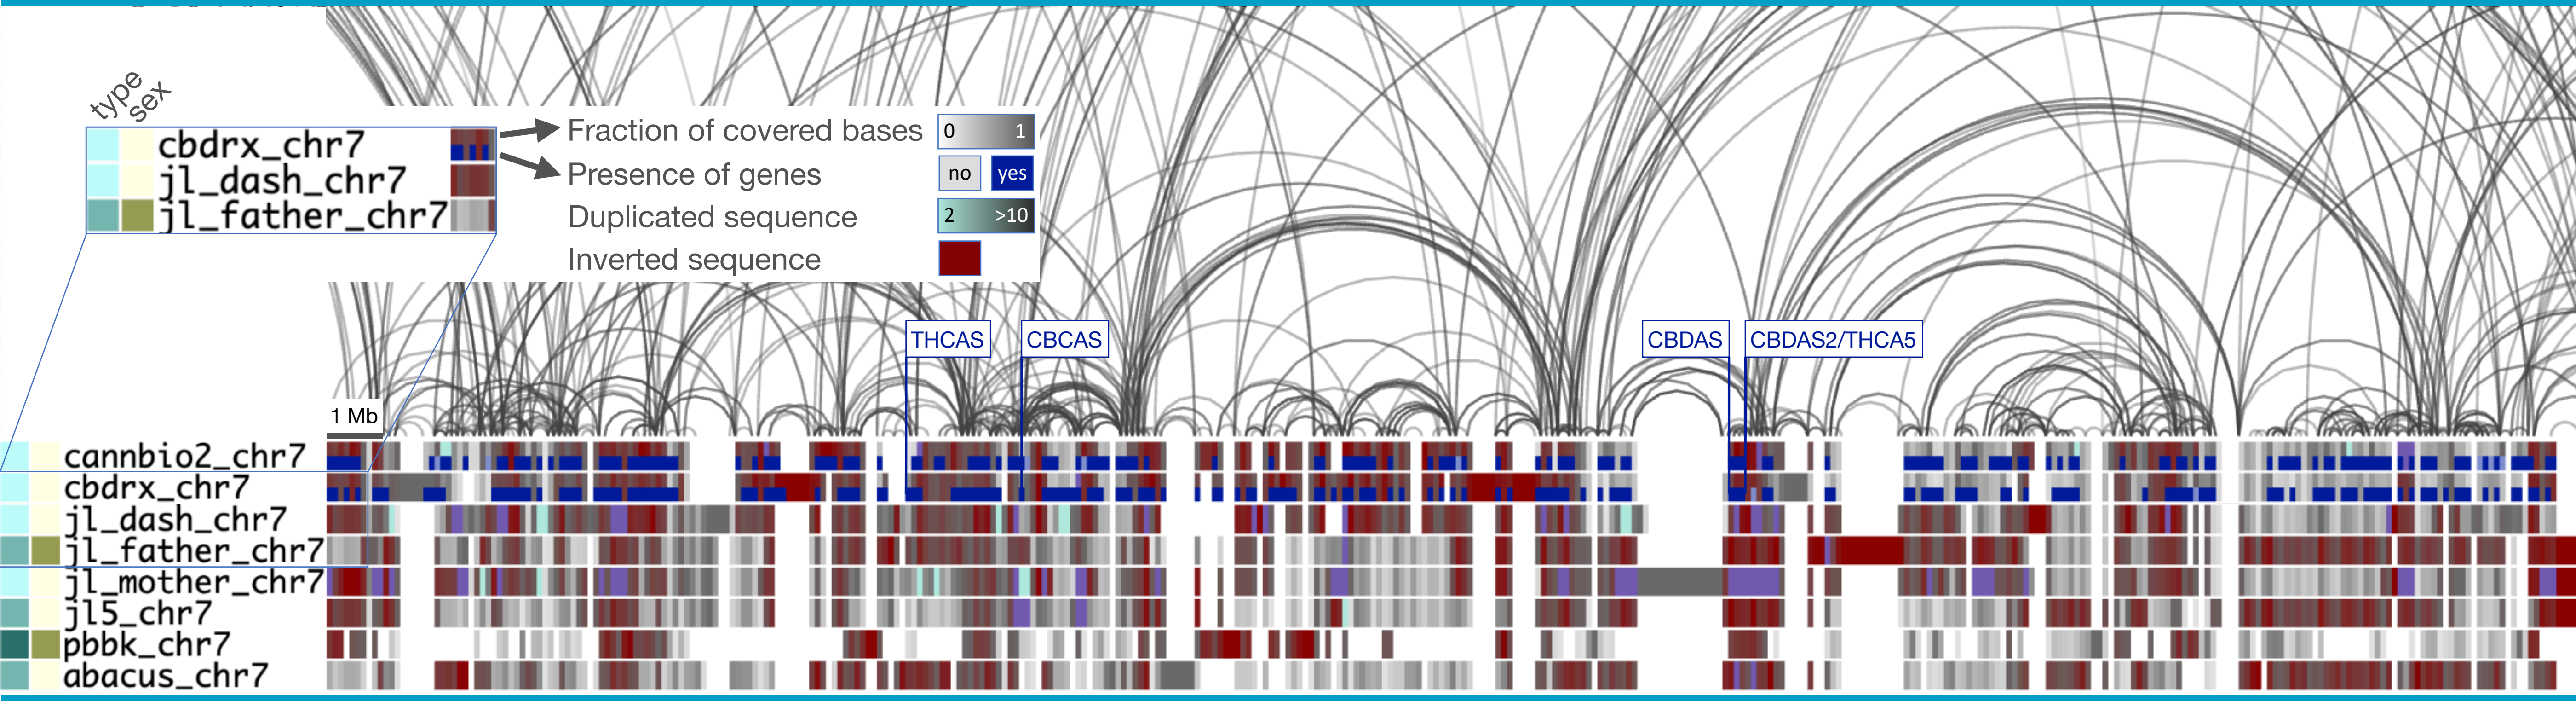 type
sex
cbdrx_chr7
jl_dash_chr7
jl_father_chr7
Fraction of covered bases 0 1
Presence of genes no yes
Duplicated sequence 2 >10
Inverted sequence
THCAS CBCAS CBDAS CBDAS2/THCA5
1 Mb
cannbio2_chr7
cbdrx_chr7
jl_dash_chr7
jl_father_chr7
jl_mother_chr7
jl5_chr7
pbbk_chr7
abacus_chr7